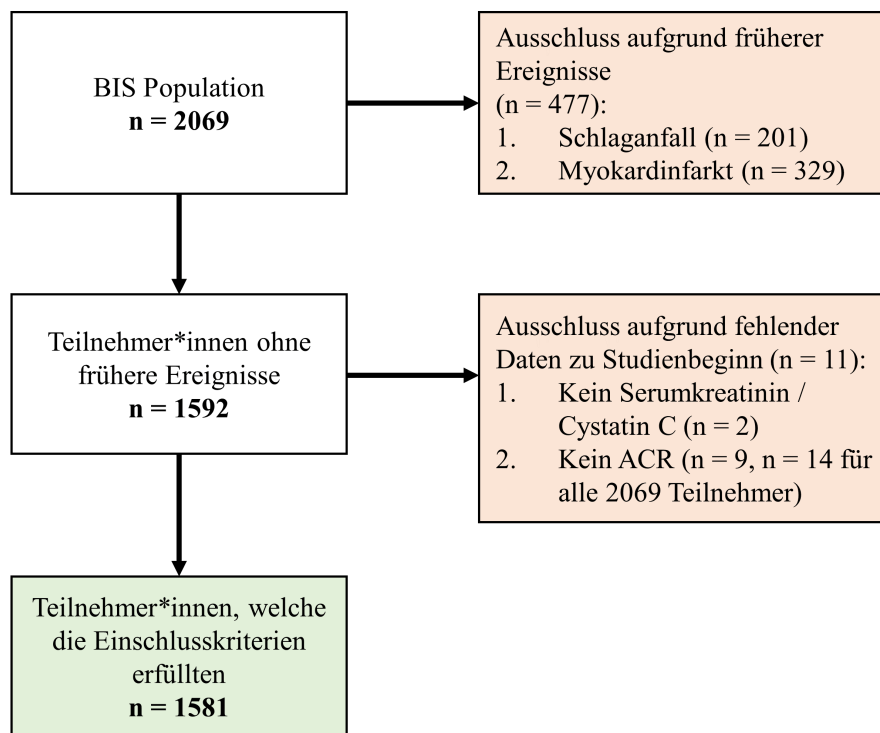 BIS Population
n = 2069
Ausschluss aufgrund früherer
Ereignisse
(n = 477):
1. Schlaganfall (n = 201)
2. Myokardinfarkt (n = 329)
Teilnehmer*innen ohne
frühere Ereignisse
n = 1592
Ausschluss aufgrund fehlender
Daten zu Studienbeginn (n = 11):
1. Kein Serumkreatinin /
Cystatin C (n = 2)
2. Kein ACR (n = 9, n = 14 für
alle 2069 Teilnehmer)
Teilnehmer*innen, welche
die Einschlusskriterien
erfüllten
n = 1581